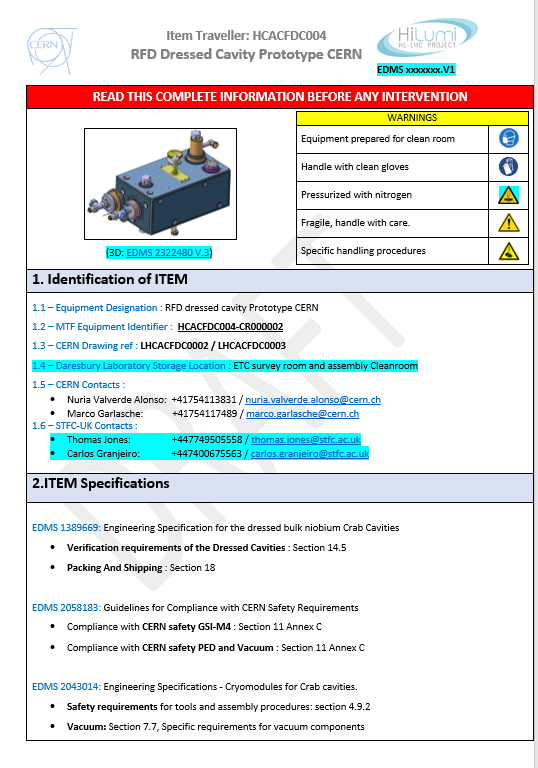 CERN
Item Traveller: HCACFDC004
RFD Dressed Cavity Prototype CERN
HiLumi
HL-LHC PROJECT
EDMS xxxxxxx.V1
READ THIS COMPLETE INFORMATION BEFORE ANY INTERVENTION
WARNINGS
Equipment prepared for clean room
Handle with clean gloves
Pressurized with nitrogen
Fragile, handle with care.
Specific handling procedures
(3D: EDMS 2322480 V.3)
1. Identification of ITEM
1.1 – Equipment Designation : RFD dressed cavity Prototype CERN
1.2 – MTF Equipment Identifier : HCACFDC004-CR000002
1.3 – CERN Drawing ref : LHCACFDC0002 / LHCACFDC0003
1.4 – Daresbury Laboratory Storage Location : ETC survey room and assembly Cleanroom
1.5 – CERN Contacts :
• Nuria Valverde Alonso: +41754113831 / nuria.valverde.alonso@cern.ch
• Marco Garlasche: +41754117489 / marco.garlasche@cern.ch
1.6 – STFC-UK Contacts :
• Thomas Jones: +447749505558 / thomas.jones@stfc.ac.uk
• Carlos Granjeiro: +447400675563 / carlos.granjeiro@stfc.ac.uk
2.ITEM Specifications
EDMS 1389669: Engineering Specification for the dressed bulk niobium Crab Cavities
• Verification requirements of the Dressed Cavities : Section 14.5
• Packing And Shipping : Section 18
EDMS 2058183: Guidelines for Compliance with CERN Safety Requirements
• Compliance with CERN safety GSI-M4 : Section 11 Annex C
• Compliance with CERN safety PED and Vacuum : Section 11 Annex C
EDMS 2043014: Engineering Specifications - Cryomodules for Crab cavities.
• Safety requirements for tools and assembly procedures: section 4.9.2
• Vacuum: Section 7.7, Specific requirements for vacuum components
DRAFT